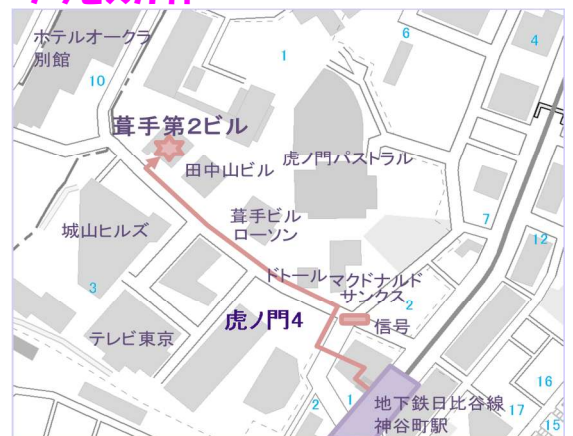 ホテルオークラ
別館
10
1
6
4
葺手第2ビル
田中山ビル
虎ノ門パストラル
葺手ビル
ローソン
城山ヒルズ
7
12
3
ドトール
マクドナルド
サンクス
2
虎ノ門4
信号
テレビ東京
16
地下鉄日比谷線
神谷町駅
1
2
17
15